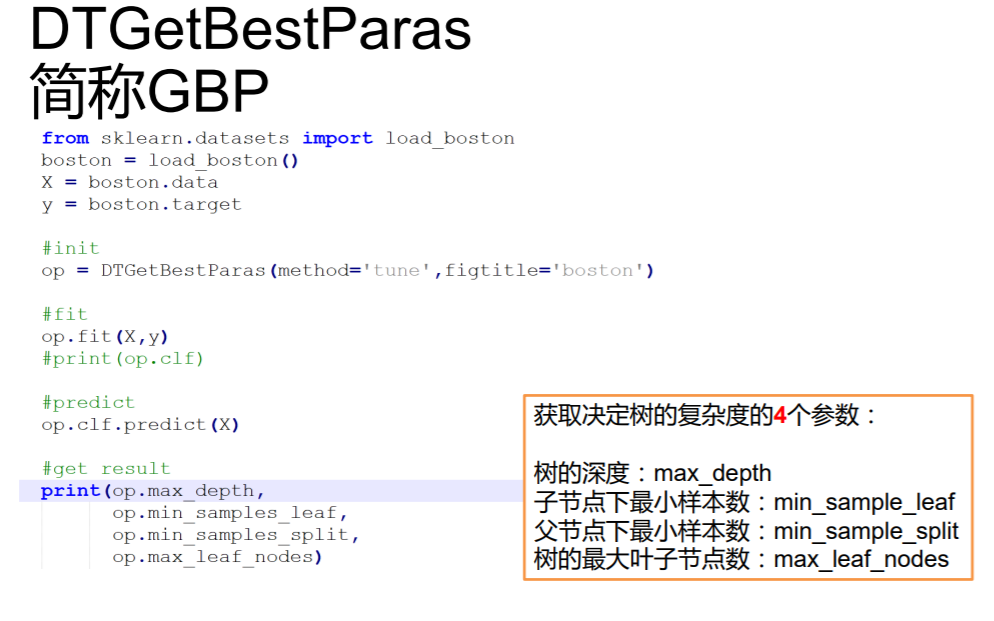 DTGetBestParas
简称GBP
from sklearn.datasets import load_boston
boston = load_boston()
X = boston.data
y = boston.target
#init
op = DTGetBestParas(method='tune',figtitle='boston')
#fit
op.fit(X,y)
#print(op.clf)
#predict
op.clf.predict(X)
#get result
print(op.max_depth,
op.min_samples_leaf,
op.min_samples_split,
op.max_leaf_nodes)
获取决定树的复杂度的4个参数：
树的深度：max_depth
子节点下最小样本数：min_sample_leaf
父节点下最小样本数：min_sample_split
树的最大叶子节点数：max_leaf_nodes